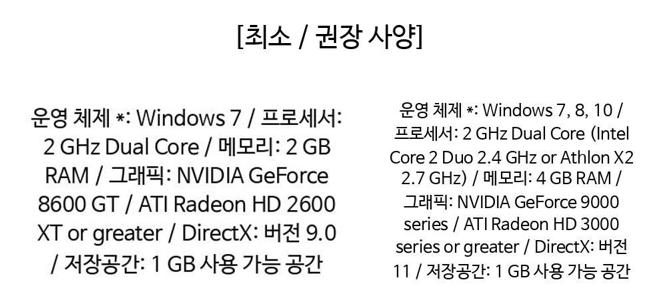 [최소 / 권장 사양]
운영 체제 *: Windows 7 / 프로세서:
2 GHz Dual Core / 메모리: 2 GB
RAM / 그래픽: NVIDIA GeForce
8600 GT / ATI Radeon HD 2600
XT or greater / DirectX: 버전 9.0
/ 저장공간: 1 GB 사용 가능 공간
운영 체제 *: Windows 7, 8, 10 /
프로세서: 2 GHz Dual Core (Intel
Core 2 Duo 2.4 GHz or Athlon X2
2.7 GHz) / 메모리: 4 GB RAM /
그래픽: NVIDIA GeForce 9000
series / ATI Radeon HD 3000
series or greater / DirectX: 버전
11 / 저장공간: 1 GB 사용 가능 공간